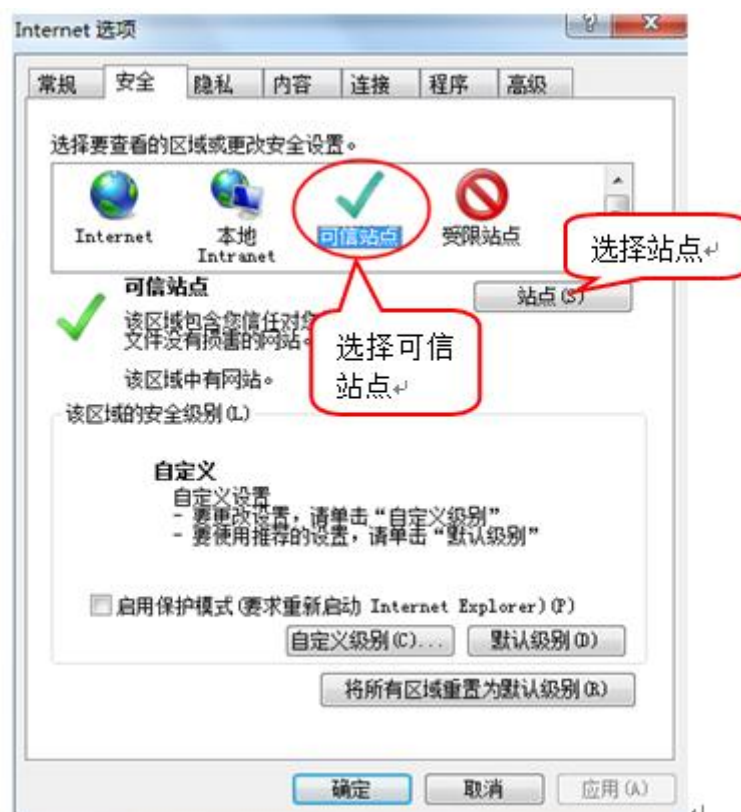 Internet 选项
常规 安全 隐私 内容 连接 程序 高级
选择要查看的区域或更改安全设置。
Internet
本地
Intranet
可信站点
受限站点
选择站点
可信站点
站点(S)
该区域包含您信任对您
文件没有损害的网站。
选择可信
站点
该区域中有网站。
该区域的安全级别(L)
自定义
自定义设置
- 要更改设置，请单击“自定义级别”
- 要使用推荐的设置，请单击“默认级别”
启用保护模式(要求重新启动 Internet Explorer)(P)
自定义级别(C)... 默认级别(D)
将所有区域重置为默认级别(R)
确定 取消 应用(A)